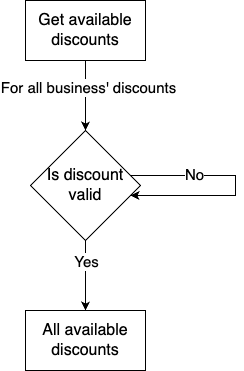 Get available
discounts
For all business' discounts
Is discount
valid
No
Yes
All available
discounts